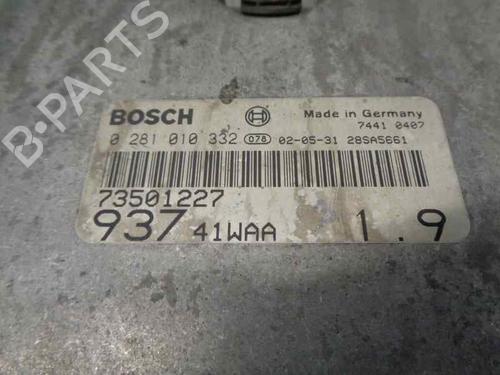 BOSCH Made in Germany
7441 0407
0 281 010 332 078 02-05-31 28SA5661
73501227
937 41WAA 1.9
B-PARTS